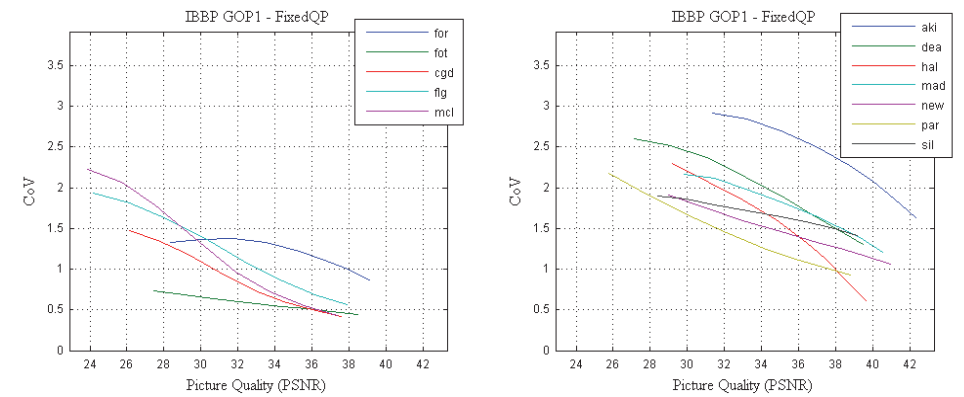 IBBP GOP1 - FixedQP
for
fot
cgd
flg
mcl
3.5
3
2.5
2
1.5
1
0.5
0
CoV
24 26 28 30 32 34 36 38 40 42
Picture Quality (PSNR)
IBBP GOP1 - FixedQP
aki
dea
hal
mad
new
par
sil
3.5
3
2.5
2
1.5
1
0.5
0
CoV
24 26 28 30 32 34 36 38 40 42
Picture Quality (PSNR)